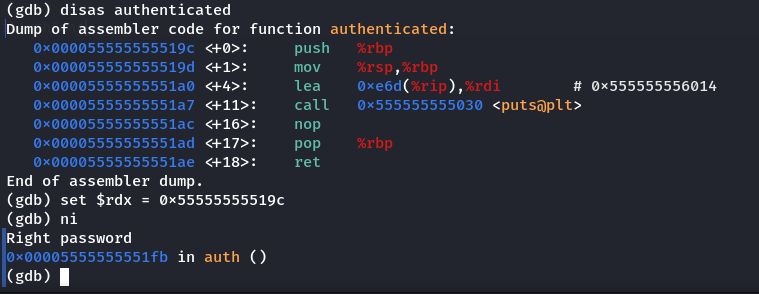 (gdb) disas authenticated
Dump of assembler code for function authenticated:
   0x000055555555519c <+0>:     push   %rbp
   0x000055555555519d <+1>:     mov    %rsp,%rbp
   0x00005555555551a0 <+4>:     lea    0xe6d(%rip),%rdi        # 0x555555556014
   0x00005555555551a7 <+11>:    call   0x555555555030 <puts@plt>
   0x00005555555551ac <+16>:    nop
   0x00005555555551ad <+17>:    pop    %rbp
   0x00005555555551ae <+18>:    ret
End of assembler dump.
(gdb) set $rdx = 0x55555555519c
(gdb) ni
Right password
0x00005555555551fb in auth ()
(gdb)